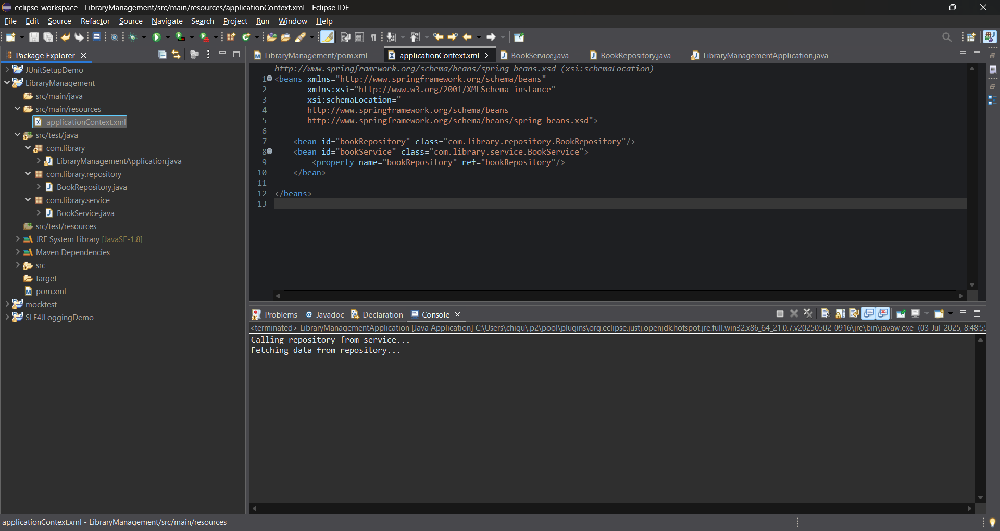 eclipse-workspace - LibraryManagement/src/main/resources/applicationContext.xml - Eclipse IDE
File Edit Source Refactor Source Navigate Search Project Run Window Help
Package Explorer
JUnitSetupDemo
LibraryManagement
src/main/java
src/main/resources
applicationContext.xml
src/test/java
com.library
LibraryManagementApplication.java
com.library.repository
BookRepository.java
com.library.service
BookService.java
src/test/resources
JRE System Library [JavaSE-1.8]
Maven Dependencies
src
target
pom.xml
mocktest
SLF4JLoggingDemo
LibraryManagement/pom.xml applicationContext.xml BookService.java BookRepository.java LibraryManagementApplication.java
http://www.springframework.org/schema/beans/spring-beans.xsd (xsi:schemaLocation)
1 <beans xmlns="http://www.springframework.org/schema/beans"
2 xmlns:xsi="http://www.w3.org/2001/XMLSchema-instance"
3 xsi:schemaLocation="
4 http://www.springframework.org/schema/beans
5 http://www.springframework.org/schema/beans/spring-beans.xsd">
6
7 <bean id="bookRepository" class="com.library.repository.BookRepository"/>
8 <bean id="bookService" class="com.library.service.BookService">
9 <property name="bookRepository" ref="bookRepository"/>
10 </bean>
11
12 </beans>
13
Problems Javadoc Declaration Console
<terminated> LibraryManagementApplication [Java Application] C:\Users\chigu\.p2\pool\plugins\org.eclipse.justj.openjdk.hotspot.jre.full.win32.x86_64_21.0.7.v20250502-0916\jre\bin\javaw.exe (03-Jul-2025, 8:48:55
Calling repository from service...
Fetching data from repository...
applicationContext.xml - LibraryManagement/src/main/resources